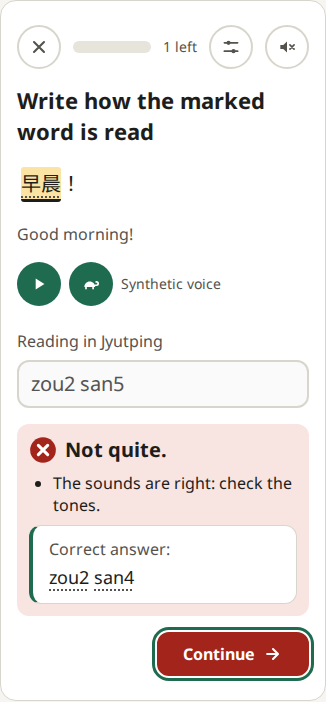 1 left
Write how the marked
word is read
早晨！
Good morning!
Synthetic voice
Reading in Jyutping
zou2 san5
Not quite.
• The sounds are right: check the
tones.
Correct answer:
zou2 san4
Continue